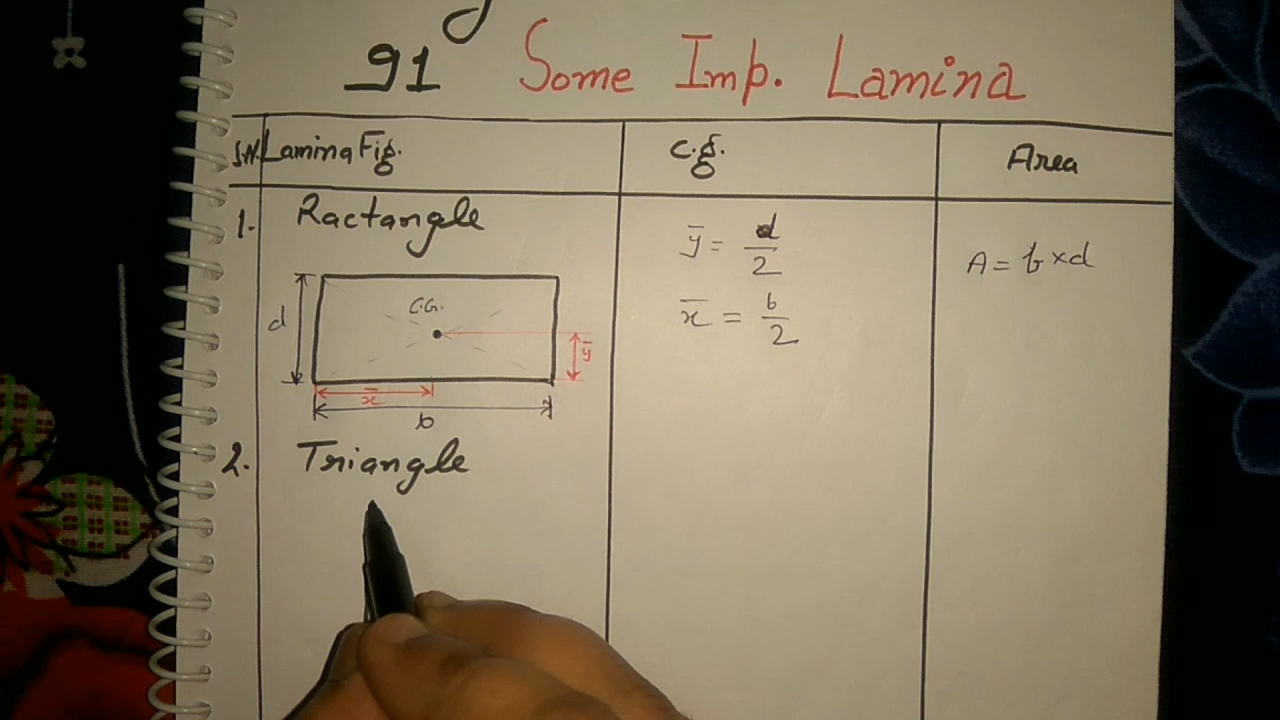 91 Some Imp. Lamina
S.N. Lamina Fig. C.g. Area
1. Ractangle
ȳ = d/2
A = b×d
x̄ = b/2
C.G.
d
ȳ
x̄
b
2. Triangle